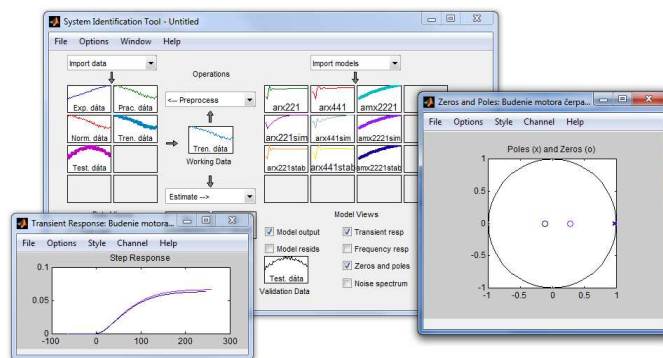 System Identification Tool - Untitled
File Options Window Help
Import data
Operations
Import models
Exp. dáta
Prac. dáta
<-- Preprocess
arx221
arx441
amx2221
Norm. dáta
Tren. dáta
Tren. dáta
Working Data
arx221sim
arx441sim
amx2221sim
Test. dáta
arx221stab
arx441stab
amx2221stab
Estimate -->
Model Views
Model output
Transient resp
Model resids
Frequency resp
Zeros and poles
Noise spectrum
Test. dáta
Validation Data
Transient Response: Budenie motora...
File Options Style Channel Help
Step Response
0.1
0.05
0
-100 0 100 200 300
Zeros and Poles: Budenie motora čerpa...
File Options Style Channel Help
Poles (x) and Zeros (o)
1
0.5
0
-0.5
-1
-1 -0.5 0 0.5 1